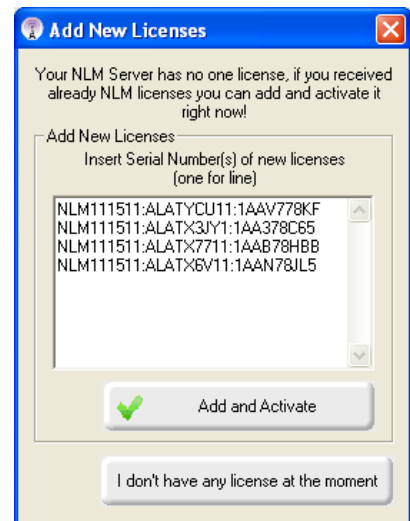 Add New Licenses
Your NLM Server has no one license, if you received
already NLM licenses you can add and activate it
right now!
Add New Licenses
Insert Serial Number(s) of new licenses
(one for line)
NLM111511:ALATYCU11:1AAV778KF
NLM111511:ALATX3JY1:1AA378C65
NLM111511:ALATX7711:1AAB78HBB
NLM111511:ALATX6V11:1AAN78JL5
Add and Activate
I don't have any license at the moment